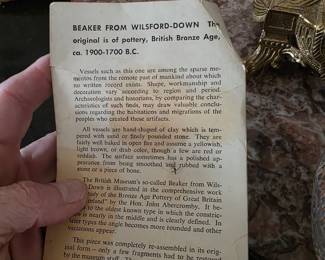 BEAKER FROM WILSFORD-DOWN The
original is of pottery, British Bronze Age,
ca. 1900-1700 B.C.
Vessels such as this one are among the sparse me-
mentos from the remote past of mankind about which
no written record exists. Shape, workmanship and
decoration vary according to region and period.
Archeologists and historians, by comparing the char-
acteristics of such finds, may draw valuable conclu-
sions regarding the habitations and migrations of the
peoples who created these artifacts.
All vessels are hand-shaped of clay which is tem-
pered with sand or finely pounded stone. They are
fairly well baked in open fire and assume a yellowish,
light brown, or drab color, though a few are red or
reddish. The surface sometimes has a polished ap-
pearance from being smoothed and rubbed with a
stone or a piece of bone.
The British Museum's so-called Beaker from Wils-
Down is illustrated in the comprehensive work
udy of the Bronze Age Pottery of Great Britain
reland" by the Hon. John Abercromby. It be-
to the oldest known type in which the constric-
is nearly in the middle and is clearly defined. In
ter types the angle becomes more rounded and other
variations appear.
This piece was completely re-assembled in its orig-
inal form - only a few fragments had to be restored
by the museum staff.